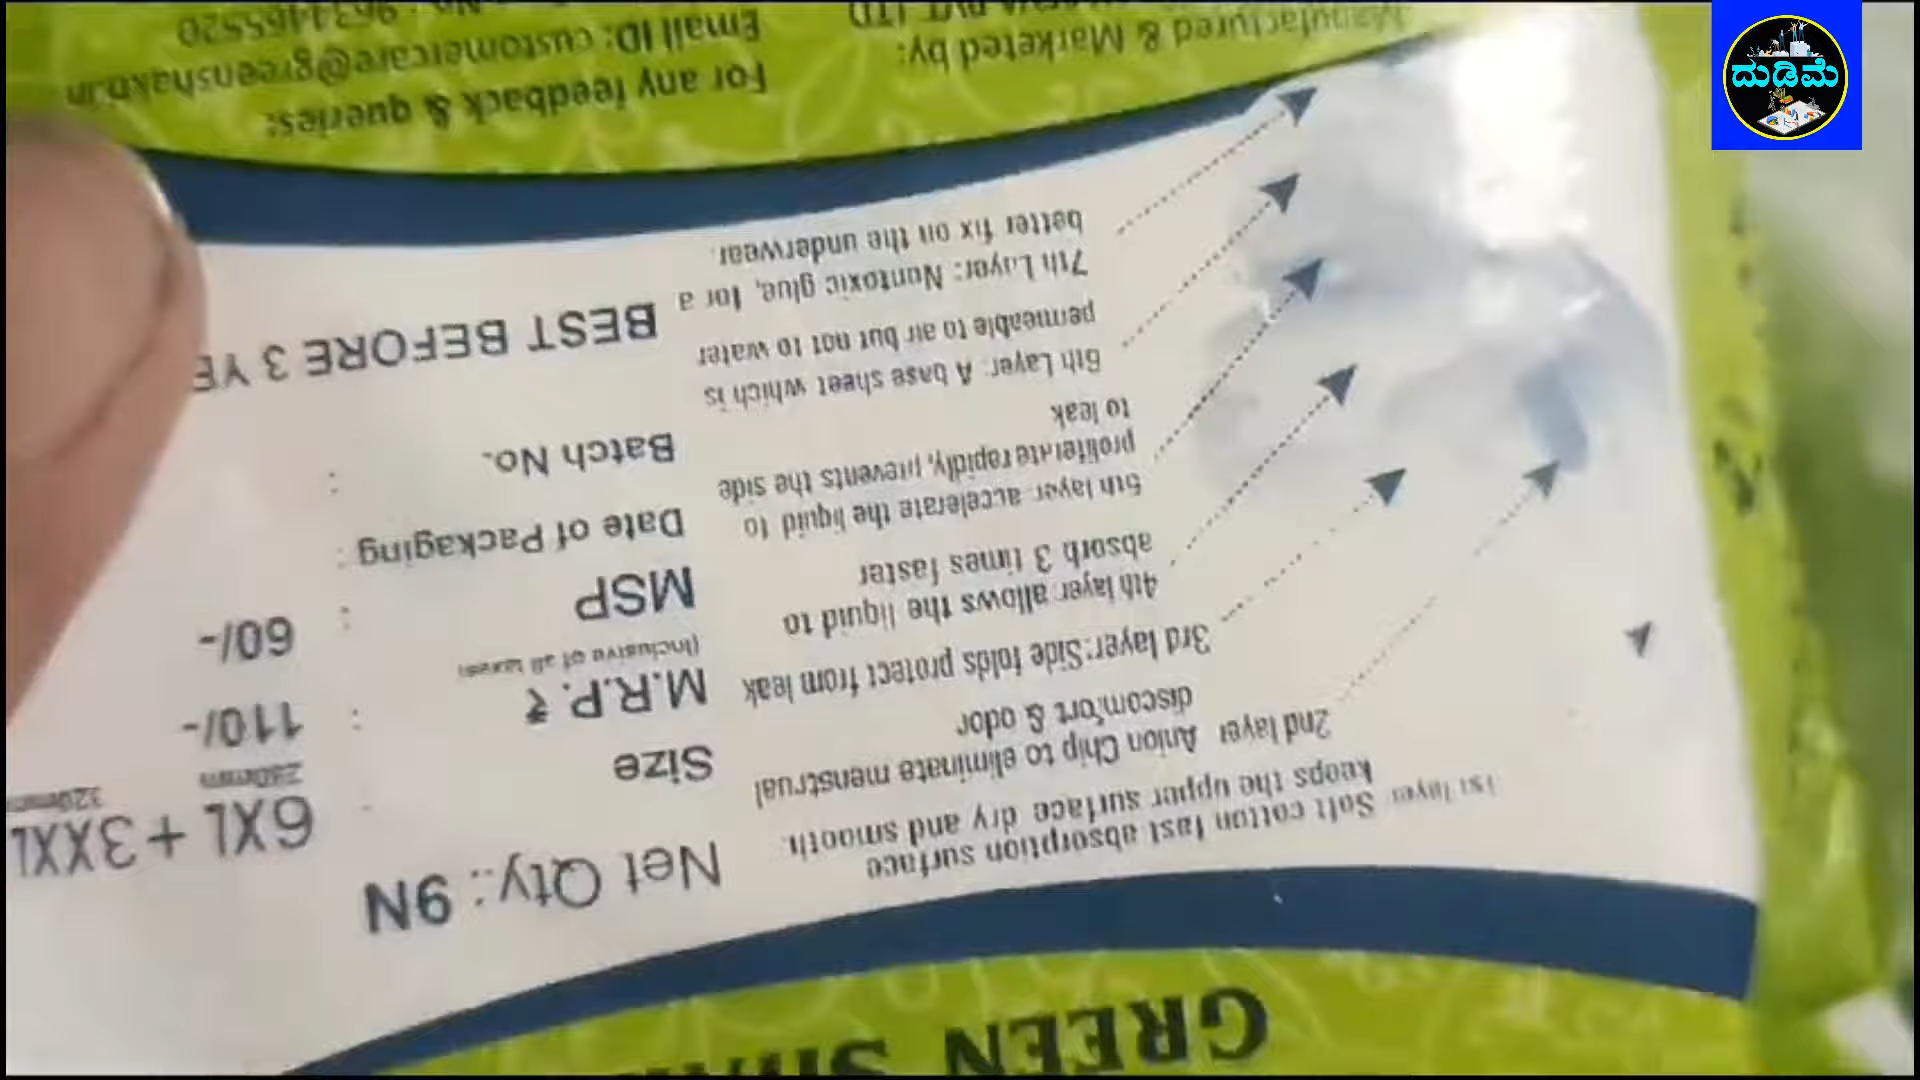 ದುಡಿಮೆ
GREEN
Net Qty.: 9N
Size : 6XL + 3XXL
280mm 320mm
M.R.P. ₹ : 110/-
(Inclusive of all taxes)
MSP : 60/-
Date of Packaging :
Batch No. :
BEST BEFORE 3 YE
1st layer Soft cotton fast absorption surface
keeps the upper surface dry and smooth.
2nd layer Anion Chip to eliminate menstrual
discomfort & odor
3rd layer:Side folds protect from leak
4th layer allows the liquid to
absorb 3 times faster
5th layer accelerate the liquid to
proliferate rapidly, prevents the side
to leak
6th Layer: A base sheet which is
permeable to air but not to water
7th Layer: Nontoxic glue, for a
better fix on the underwear.
Manufactured & Marketed by:
PVT. LTD
For any feedback & queries:
Email ID: customercare@greenshakti.in
9634465520